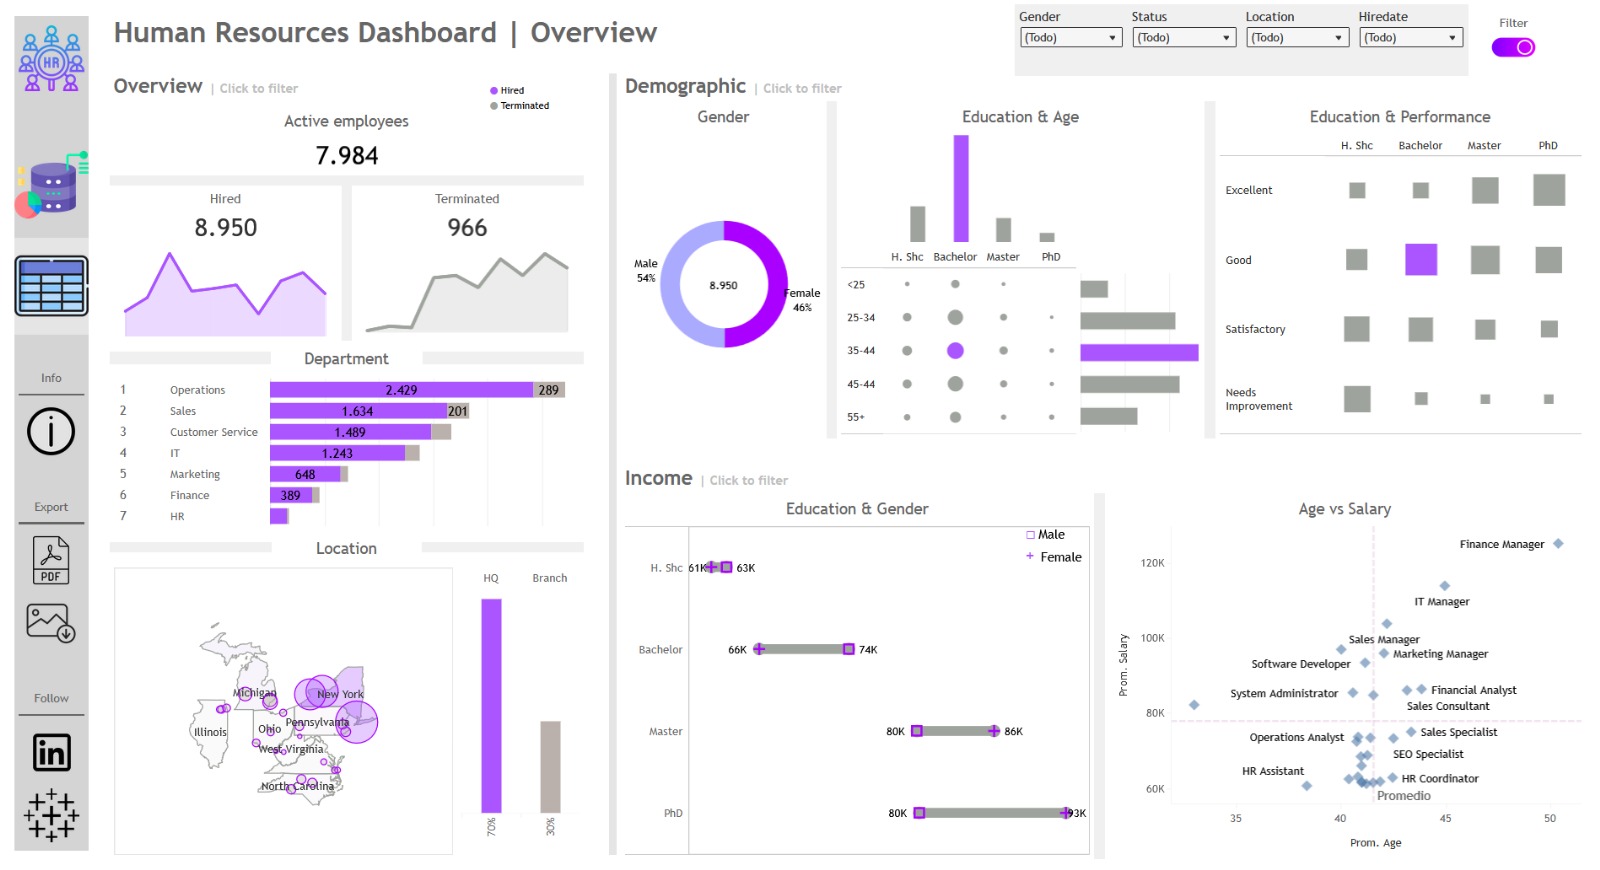 Human Resources Dashboard | Overview
Gender
Status
Location
Hiredate
(Todo)
(Todo)
(Todo)
(Todo)
Filter
HR
Overview | Click to filter
Hired
Terminated
Active employees
7.984
Hired
8.950
Terminated
966
Department
1 Operations 2.429 289
2 Sales 1.634 201
3 Customer Service 1.489
4 IT 1.243
5 Marketing 648
6 Finance 389
7 HR
Location
Michigan
New York
Pennsylvania
Illinois
Ohio
West Virginia
North Carolina
HQ
Branch
70%
30%
Info
i
Export
PDF
Follow
in
Demographic | Click to filter
Gender
Male
54%
8.950
Female
46%
Education & Age
H. Shc Bachelor Master PhD
<25
25-34
35-44
45-44
55+
Education & Performance
H. Shc Bachelor Master PhD
Excellent
Good
Satisfactory
Needs
Improvement
Income | Click to filter
Education & Gender
Male
Female
H. Shc 61K 63K
Bachelor 66K 74K
Master 80K 86K
PhD 80K 93K
Age vs Salary
Prom. Salary
120K
100K
80K
60K
Finance Manager
IT Manager
Sales Manager
Marketing Manager
Software Developer
System Administrator
Financial Analyst
Sales Consultant
Operations Analyst
Sales Specialist
SEO Specialist
HR Assistant
HR Coordinator
Promedio
35 40 45 50
Prom. Age